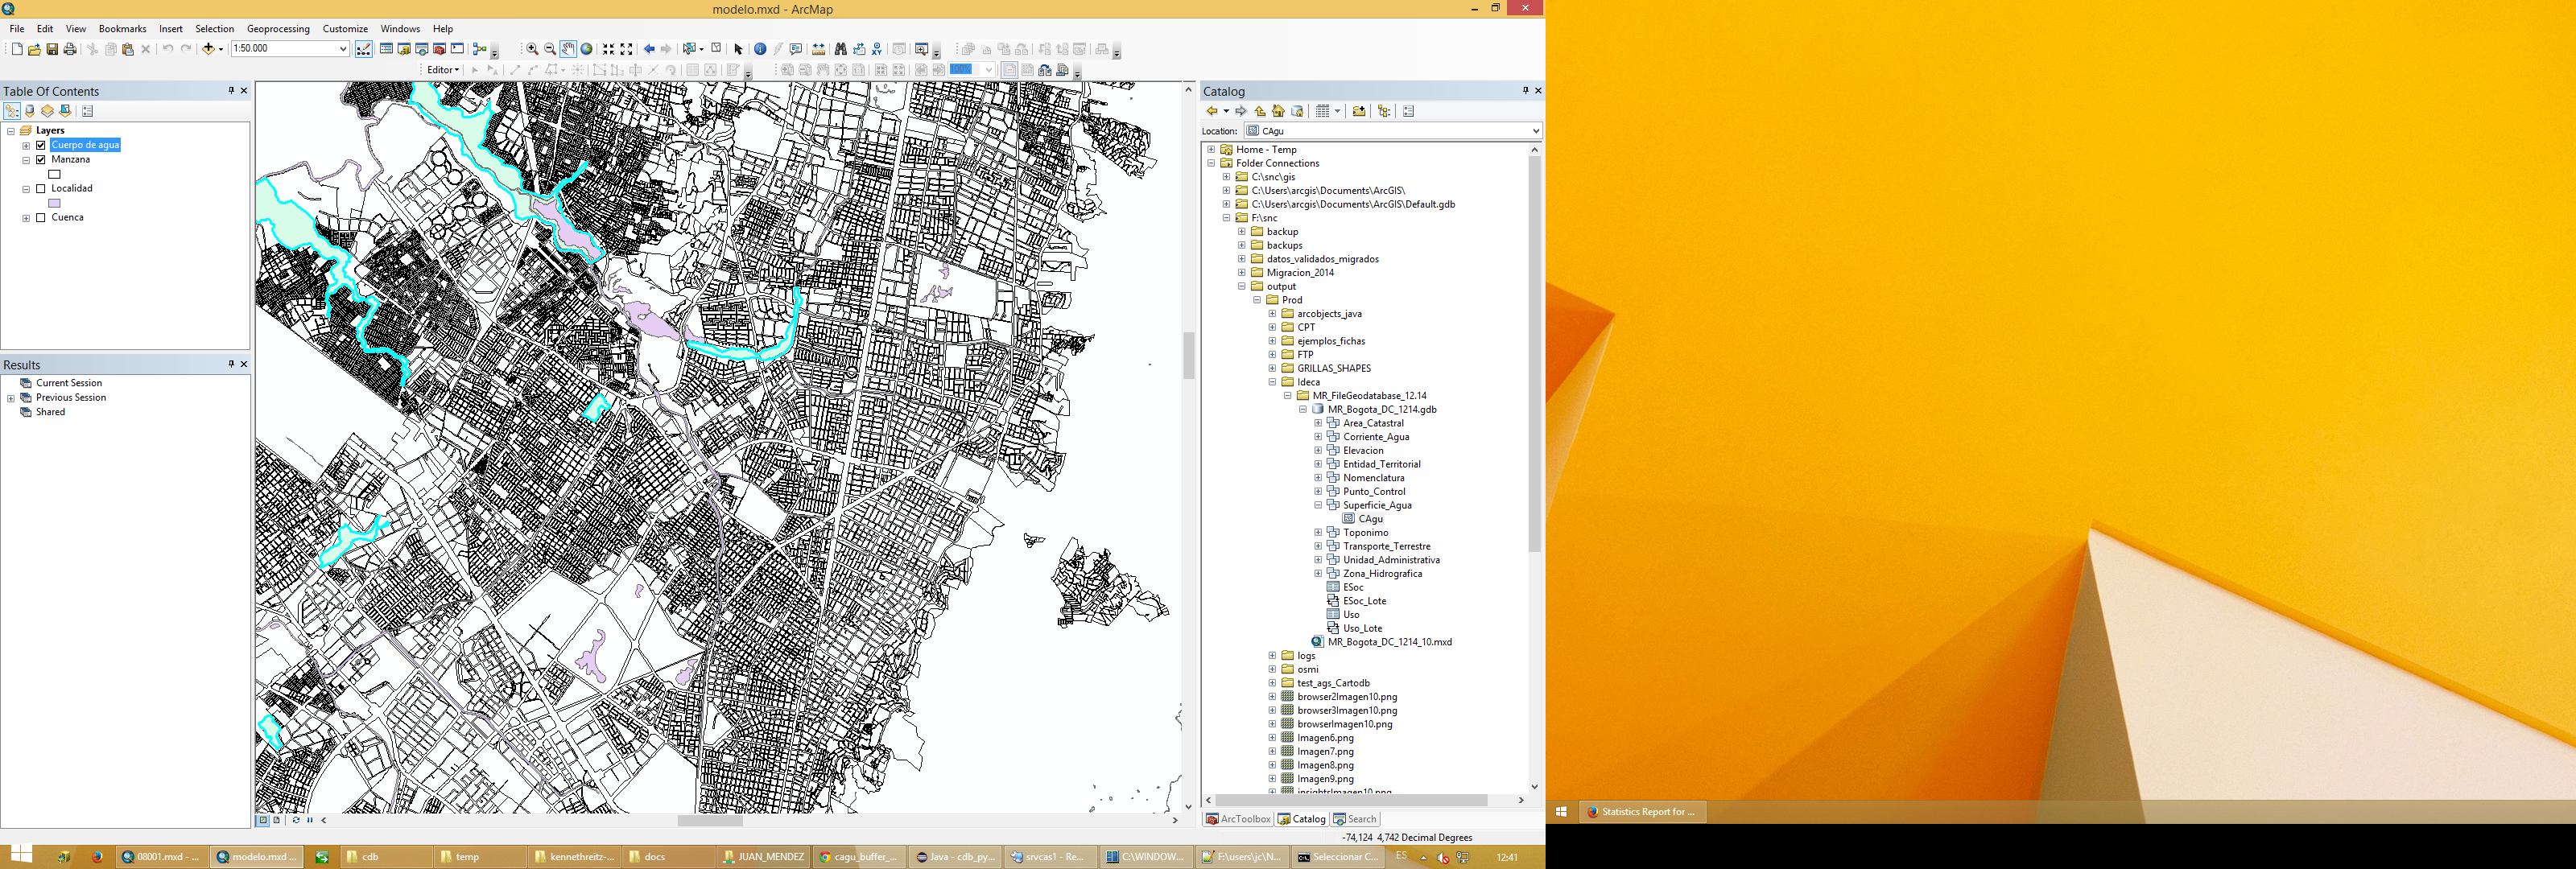 modelo.mxd - ArcMap
File Edit View Bookmarks Insert Selection Geoprocessing Customize Windows Help
1:50.000
Editor
100%
Table Of Contents
Layers
Cuerpo de agua
Manzana
Localidad
Cuenca
Results
Current Session
Previous Session
Shared
Catalog
Location: CAgu
Home - Temp
Folder Connections
C:\snc\gis
C:\Users\arcgis\Documents\ArcGIS\
C:\Users\arcgis\Documents\ArcGIS\Default.gdb
F:\snc
backup
backups
datos_validados_migrados
Migracion_2014
output
Prod
arcobjects_java
CPT
ejemplos_fichas
FTP
GRILLAS_SHAPES
Ideca
MR_FileGeodatabase_12.14
MR_Bogota_DC_1214.gdb
Area_Catastral
Corriente_Agua
Elevacion
Entidad_Territorial
Nomenclatura
Punto_Control
Superficie_Agua
CAgu
Toponimo
Transporte_Terrestre
Unidad_Administrativa
Zona_Hidrografica
ESoc
ESoc_Lote
Uso
Uso_Lote
MR_Bogota_DC_1214_10.mxd
logs
osmi
test_ags_Cartodb
browser2Imagen10.png
browser3Imagen10.png
browserImagen10.png
Imagen6.png
Imagen7.png
Imagen8.png
Imagen9.png
insightsImagen10.png
ArcToolbox Catalog Search
-74,124 4,742 Decimal Degrees
08001.mxd - ... modelo.mxd ... cdb temp kennethreitz-... docs JUAN_MENDEZ cagu_buffer_... Java - cdb_py... srvcas1 - Re... C:\WINDOW... F:\users\jc\N... Seleccionar C... ES 12:41
Statistics Report for ...